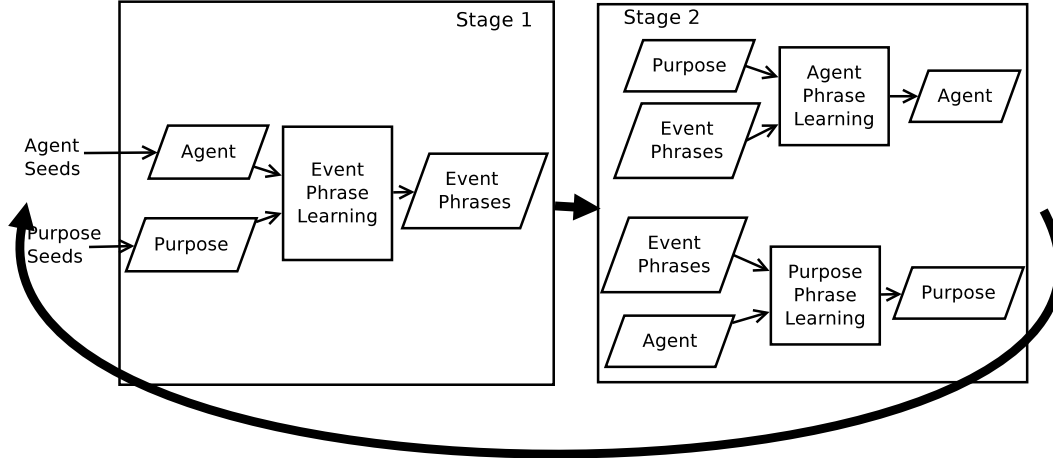 Stage 1
Agent
Seeds
Purpose
Seeds
Agent
Purpose
Event
Phrase
Learning
Event
Phrases
Stage 2
Purpose
Event
Phrases
Agent
Phrase
Learning
Agent
Event
Phrases
Agent
Purpose
Phrase
Learning
Purpose